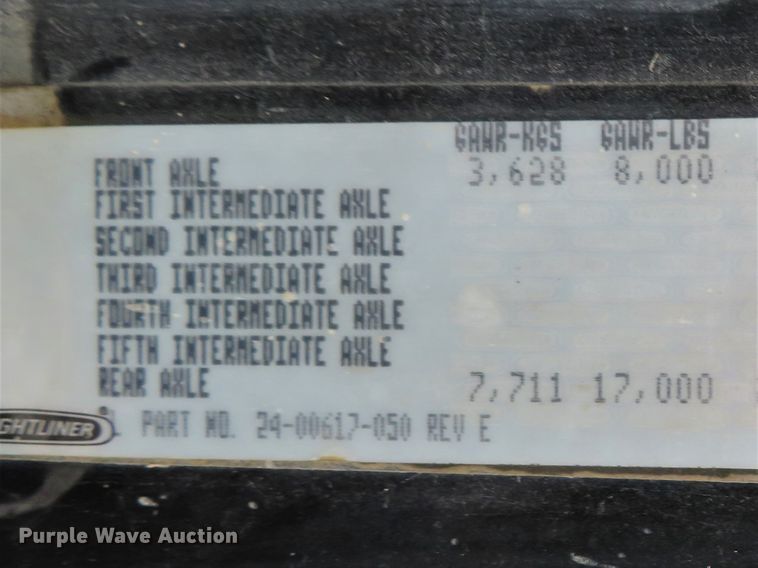 GAWR-KGS GAWR-LBS
FRONT AXLE 3,628 8,000
FIRST INTERMEDIATE AXLE
SECOND INTERMEDIATE AXLE
THIRD INTERMEDIATE AXLE
FOURTH INTERMEDIATE AXLE
FIFTH INTERMEDIATE AXLE
REAR AXLE 7,711 17,000
GHTLINER PART NO. 24-00617-050 REV E
Purple Wave Auction